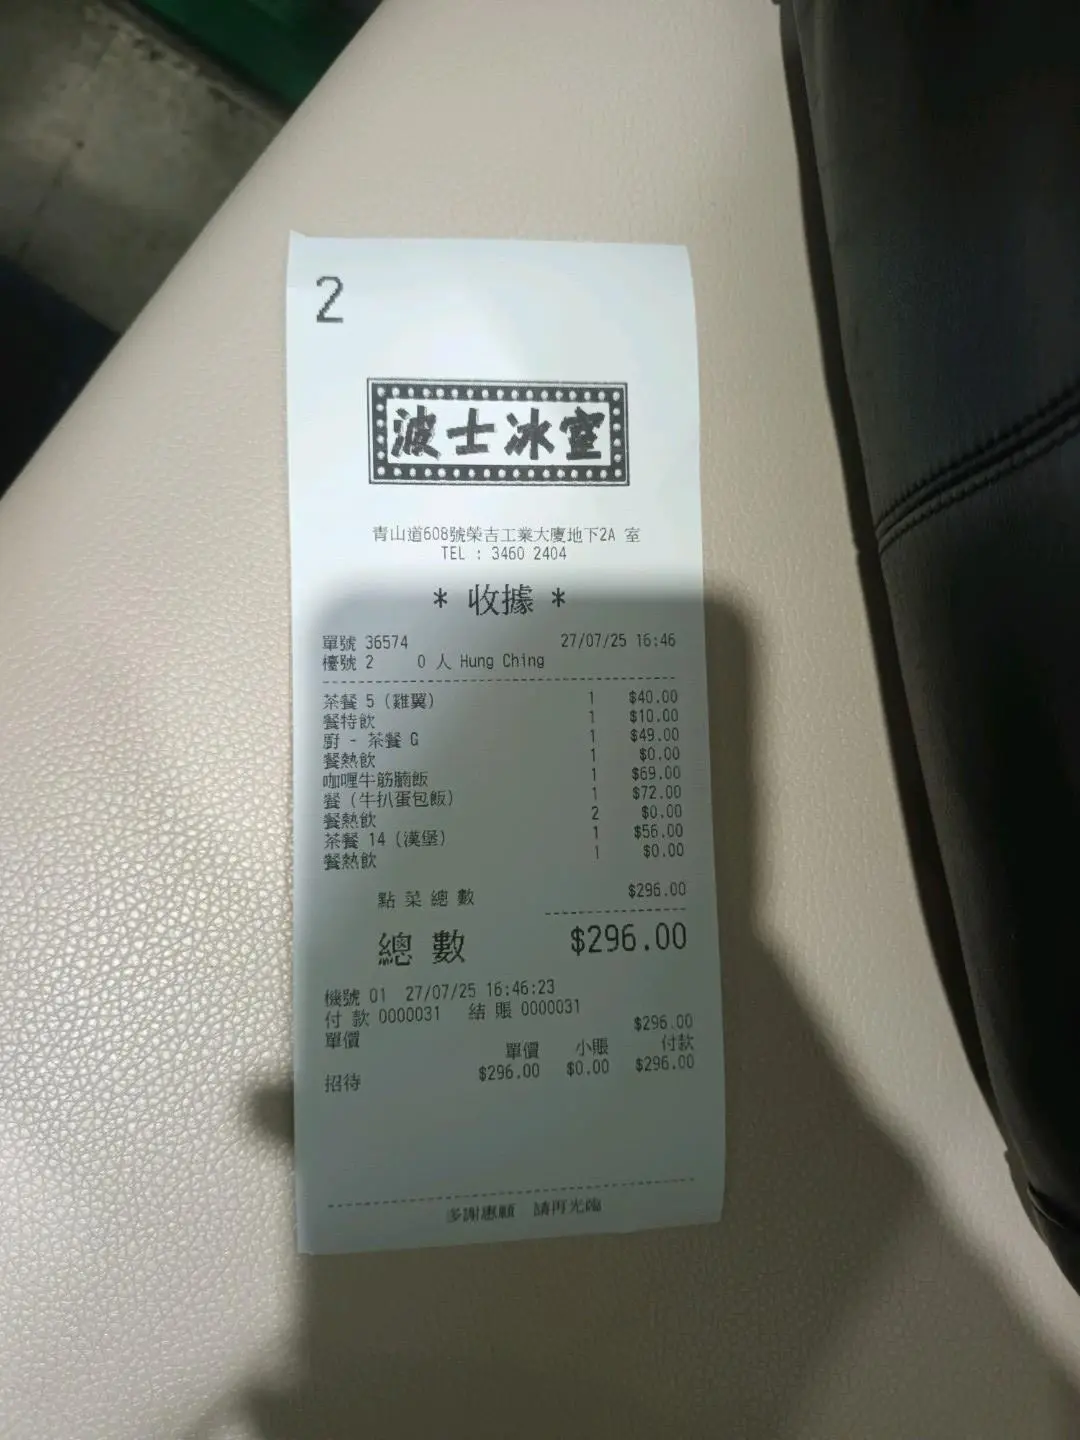 2
波士冰室
青山道608號榮吉工業大廈地下2A 室
TEL : 3460 2404
* 收據 *
單號 36574 27/07/25 16:46
檯號 2 0 人 Hung Ching
茶餐 5 (雞翼) 1 $40.00
餐特飲 1 $10.00
廚 - 茶餐 G 1 $49.00
餐熱飲 1 $0.00
咖喱牛筋腩飯 1 $69.00
餐 (牛扒蛋包飯) 1 $72.00
餐熱飲 2 $0.00
茶餐 14 (漢堡) 1 $56.00
餐熱飲 1 $0.00
點菜總數 $296.00
總數 $296.00
機號 01 27/07/25 16:46:23
付款 0000031 結賬 0000031
單價 $296.00
單價 小賬 付款
招待 $296.00 $0.00 $296.00
多謝惠顧 請再光臨